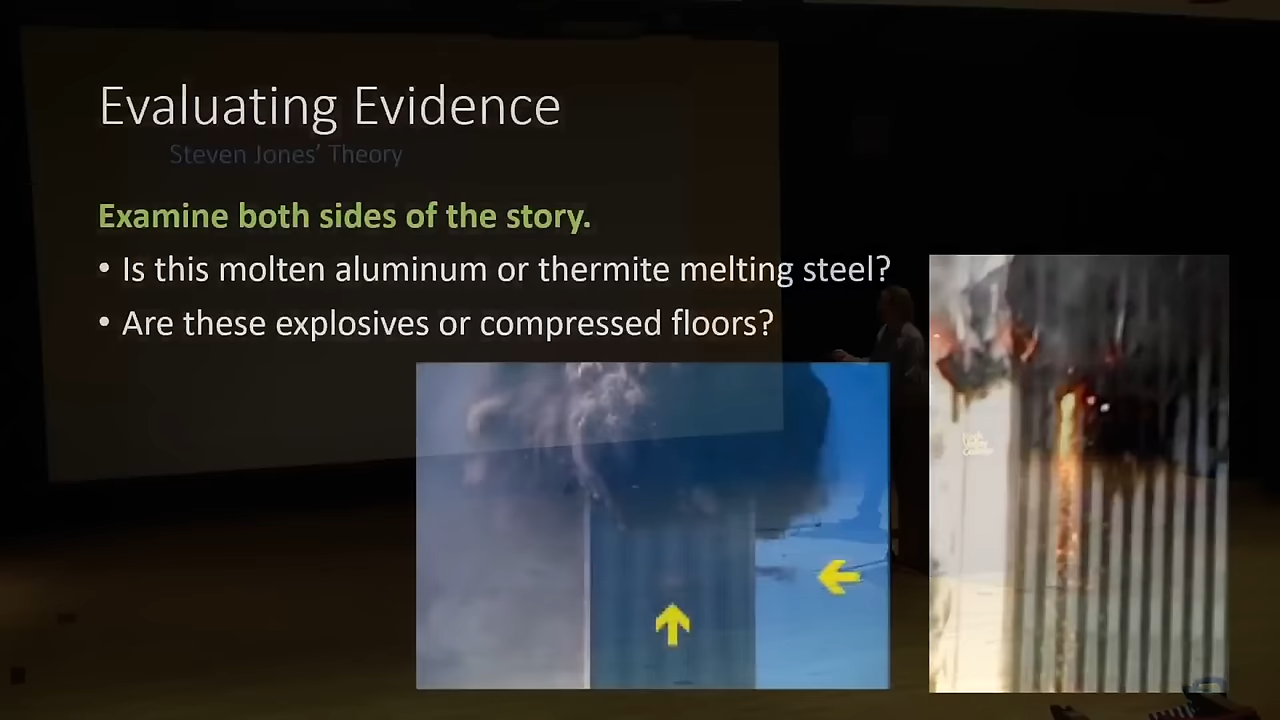 Evaluating Evidence
Steven Jones’ Theory
Examine both sides of the story.
• Is this molten aluminum or thermite melting steel?
• Are these explosives or compressed floors?